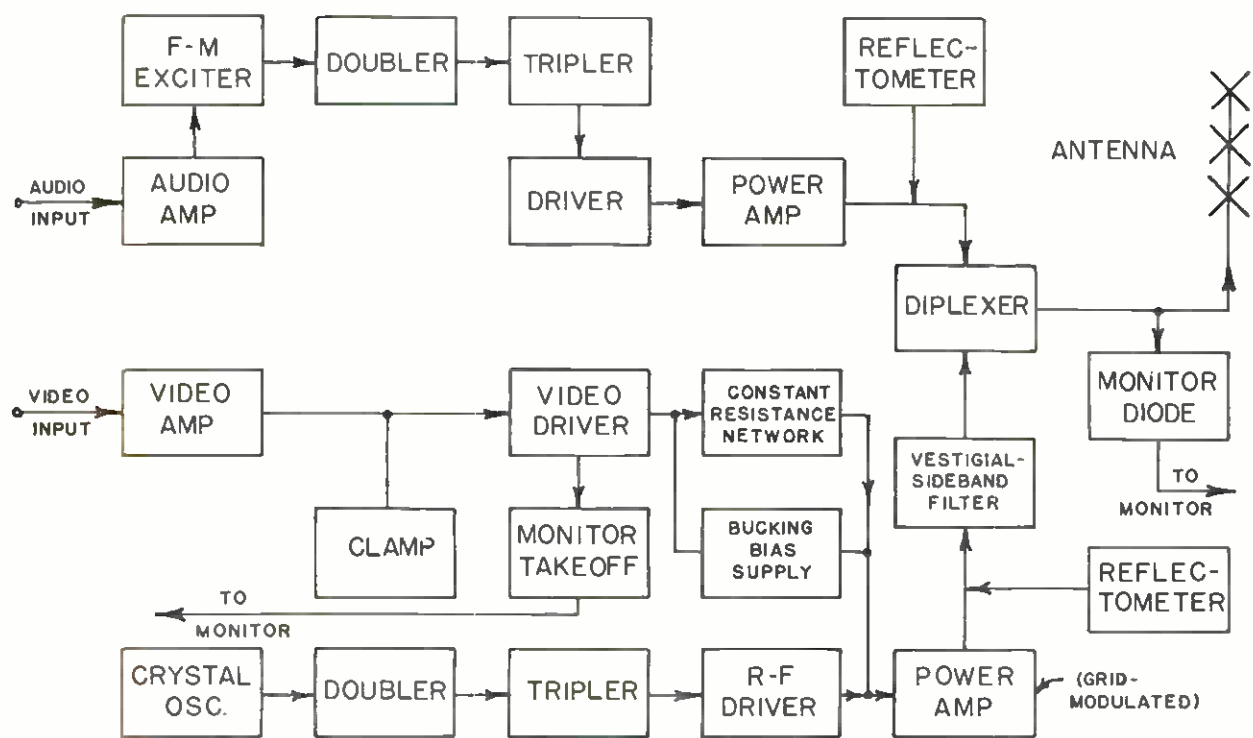 F-M
EXCITER
DOUBLER
TRIPLER
REFLEC-
TOMETER
ANTENNA
AUDIO
INPUT
AUDIO
AMP
DRIVER
POWER
AMP
DIPLEXER
VIDEO
INPUT
VIDEO
AMP
VIDEO
DRIVER
CONSTANT
RESISTANCE
NETWORK
MONITOR
DIODE
VESTIGIAL-
SIDEBAND
FILTER
TO
MONITOR
CLAMP
MONITOR
TAKEOFF
BUCKING
BIAS
SUPPLY
REFLEC-
TOMETER
TO
MONITOR
CRYSTAL
OSC.
DOUBLER
TRIPLER
R-F
DRIVER
POWER
AMP
(GRID-
MODULATED)